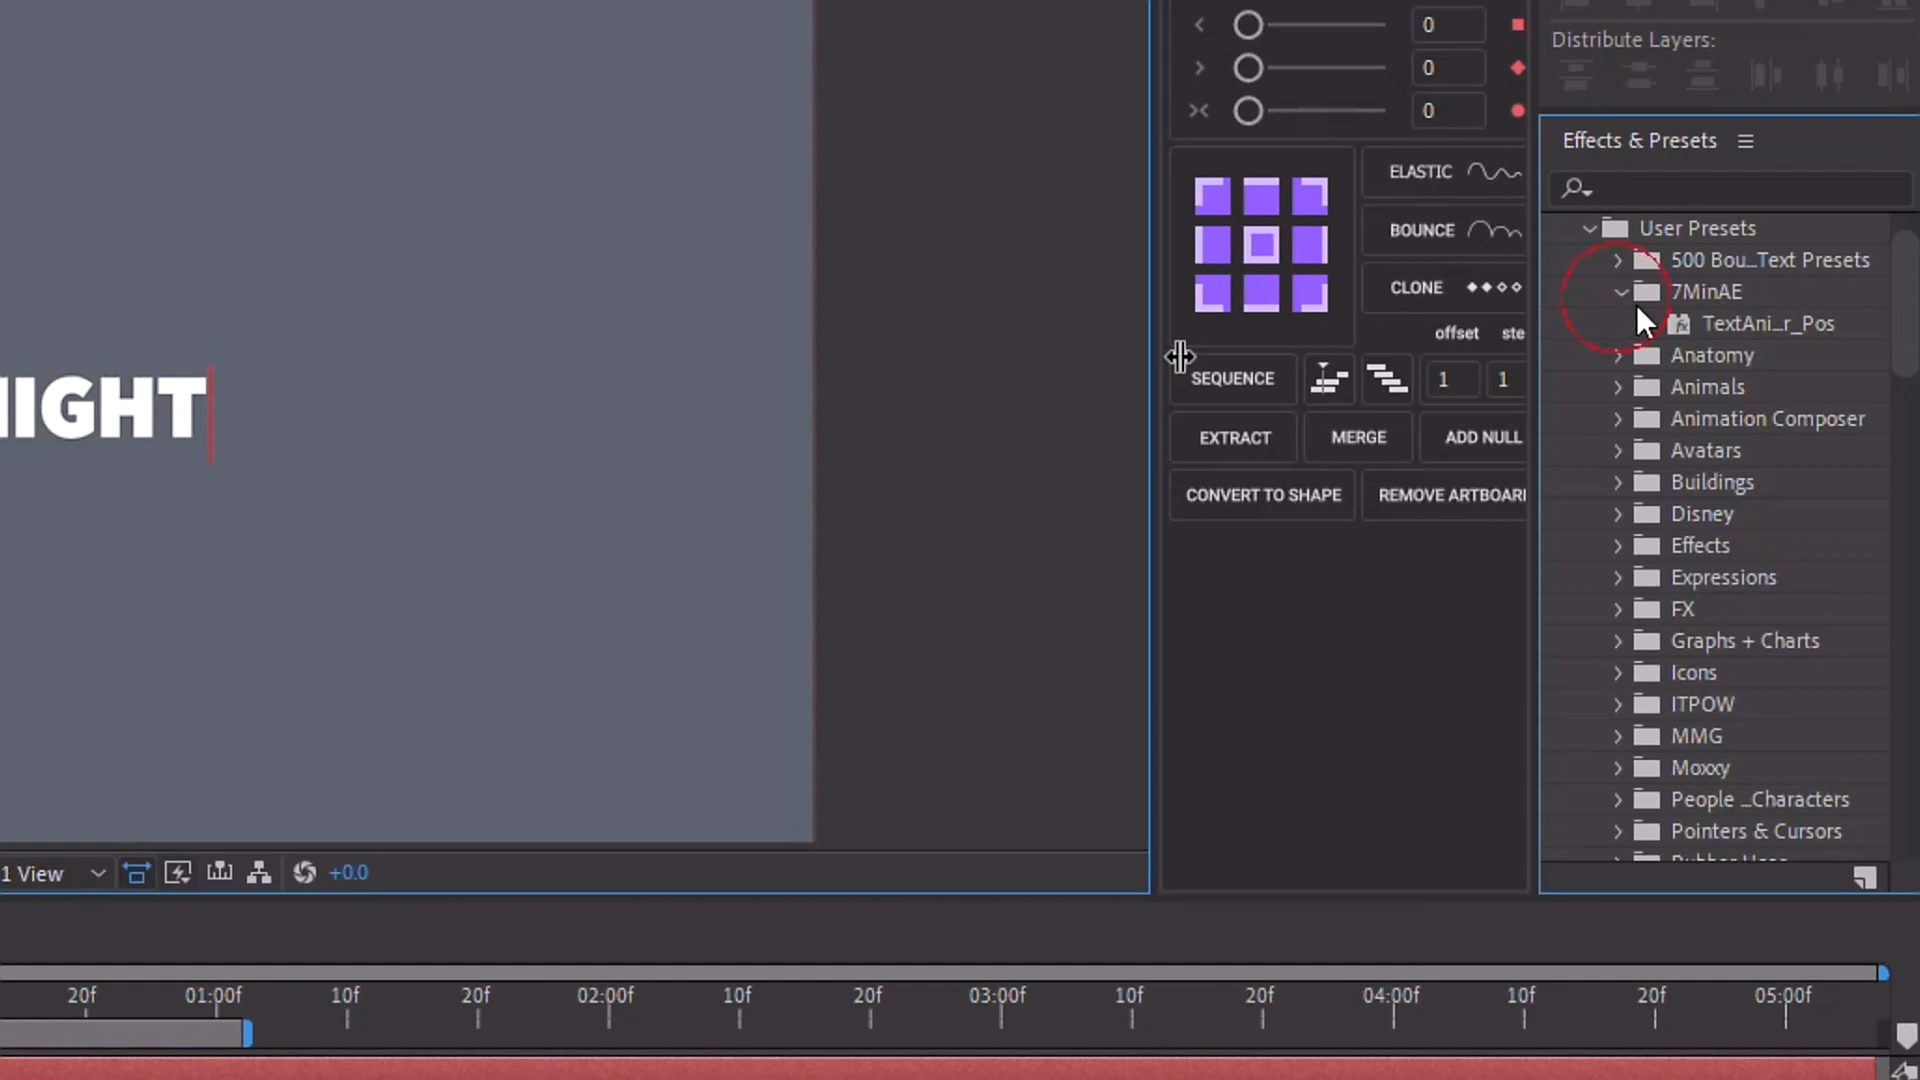 0
Distribute Layers:
0
0
Effects & Presets
ELASTIC
BOUNCE
CLONE
offset
SEQUENCE
1
1
EXTRACT
MERGE
ADD NULL
CONVERT TO SHAPE
User Presets
500 Bou...Text Presets
7MinAE
TextAni...r_Pos
Anatomy
Animals
Animation Composer
Avatars
Buildings
Disney
Effects
Expressions
FX
Graphs + Charts
Icons
ITPOW
MMG
Moxxy
People ...Characters
Pointers & Cursors
IGHT
1 View
+0.0
20f
01:00f
10f
20f
02:00f
10f
20f
03:00f
10f
20f
04:00f
10f
20f
05:00f